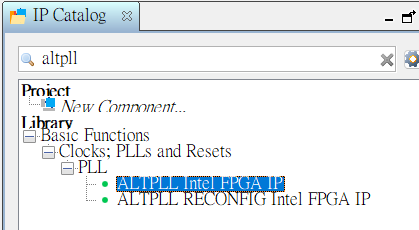 IP Catalog
altpll
Project
New Component...
Library
Basic Functions
Clocks; PLLs and Resets
PLL
ALTPLL Intel FPGA IP
ALTPLL RECONFIG Intel FPGA IP